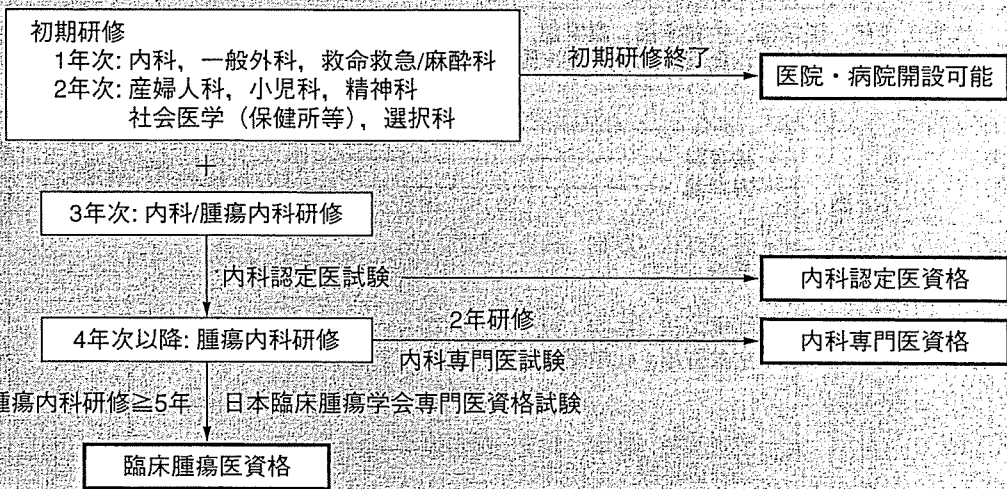 初期研修
1年次: 内科，一般外科，救命救急/麻酔科
2年次: 産婦人科，小児科，精神科
社会医学（保健所等），選択科
初期研修終了
医院・病院開設可能
＋
3年次: 内科/腫瘍内科研修
内科認定医試験
内科認定医資格
4年次以降: 腫瘍内科研修
2年研修
内科専門医試験
内科専門医資格
腫瘍内科研修≧5年
日本臨床腫瘍学会専門医資格試験
臨床腫瘍医資格